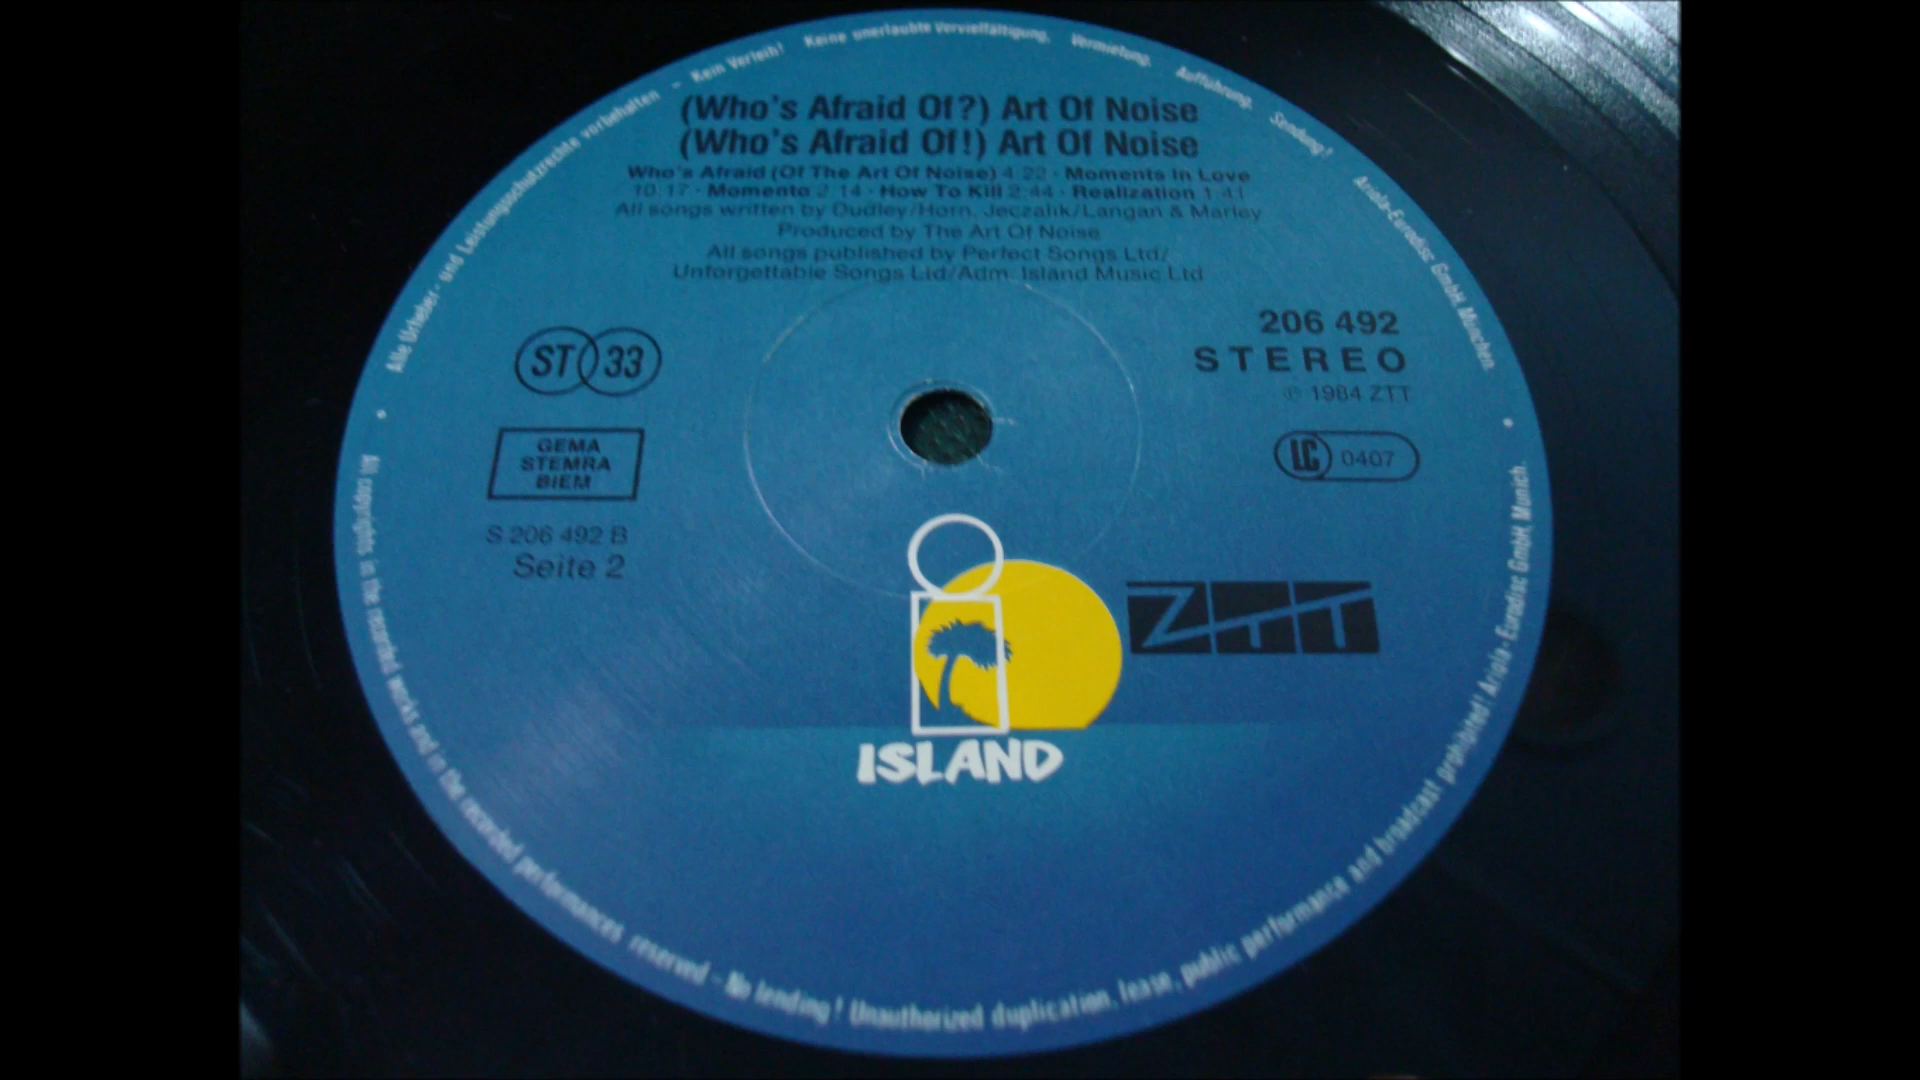 Alle Urheber- und Leistungsschutzrechte vorbehalten – Kein Verleih! Keine unerlaubte Vervielfältigung, Vermietung, Aufführung, Sendung! Ariola-Eurodisc GmbH, München
(Who's Afraid Of?) Art Of Noise
(Who's Afraid Of!) Art Of Noise
Who's Afraid (Of The Art Of Noise) 4:22 · Moments In Love
10:17 · Momento 2:14 · How To Kill 2:44 · Realization 1:41
All songs written by Dudley/Horn, Jeczalik/Langan & Marley
Produced by The Art Of Noise
All songs published by Perfect Songs Ltd/
Unforgettable Songs Ltd/Adm. Island Music Ltd
206 492
STEREO
℗ 1984 ZTT
ST 33
LC 0407
GEMA
STEMRA
BIEM
S 206 492 B
Seite 2
ZTT
ISLAND
All copyrights in the recorded works and in the recorded performances reserved – No lending! Unauthorized duplication, lease, public performance and broadcast prohibited! Ariola-Eurodisc GmbH, Munich.